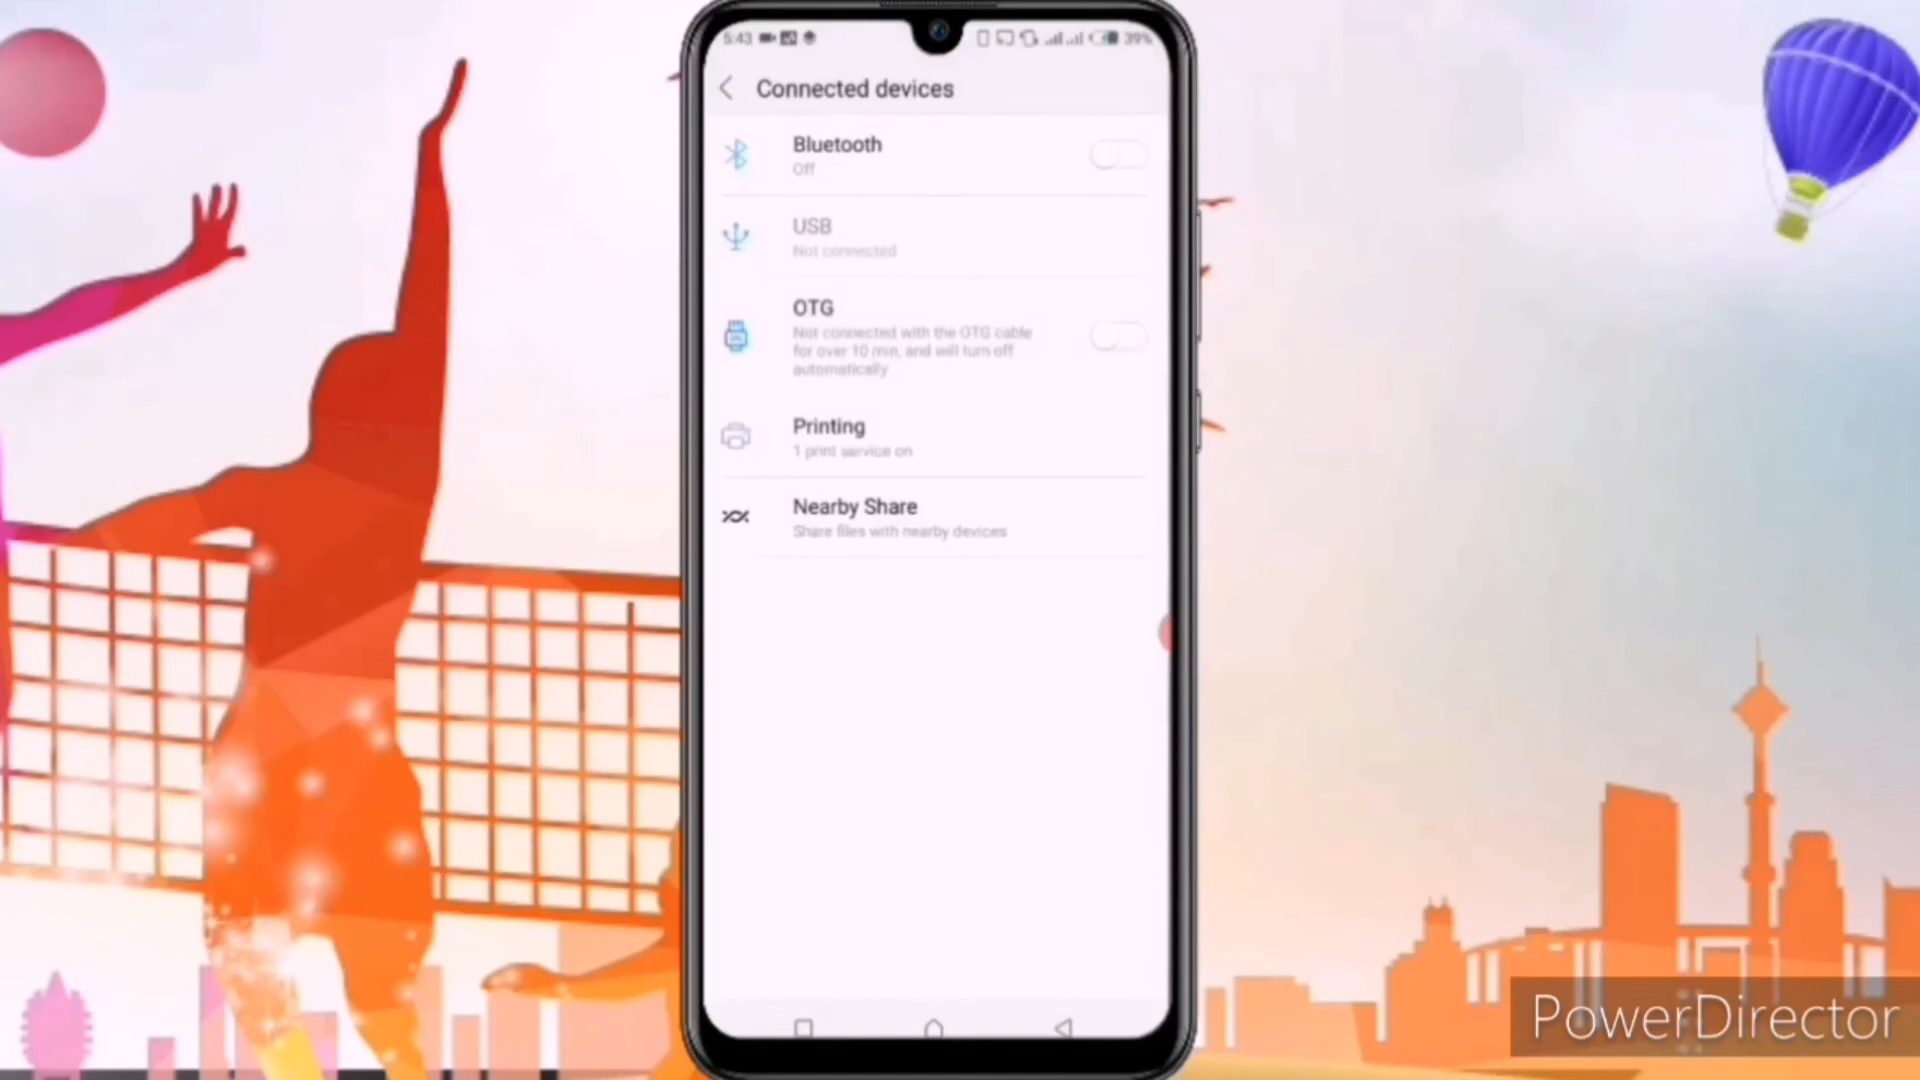 5:43
39%
Connected devices
Bluetooth
Off
USB
Not connected
OTG
Not connected with the OTG cable
for over 10 min, and will turn off
automatically
Printing
1 print service on
Nearby Share
Share files with nearby devices
PowerDirector